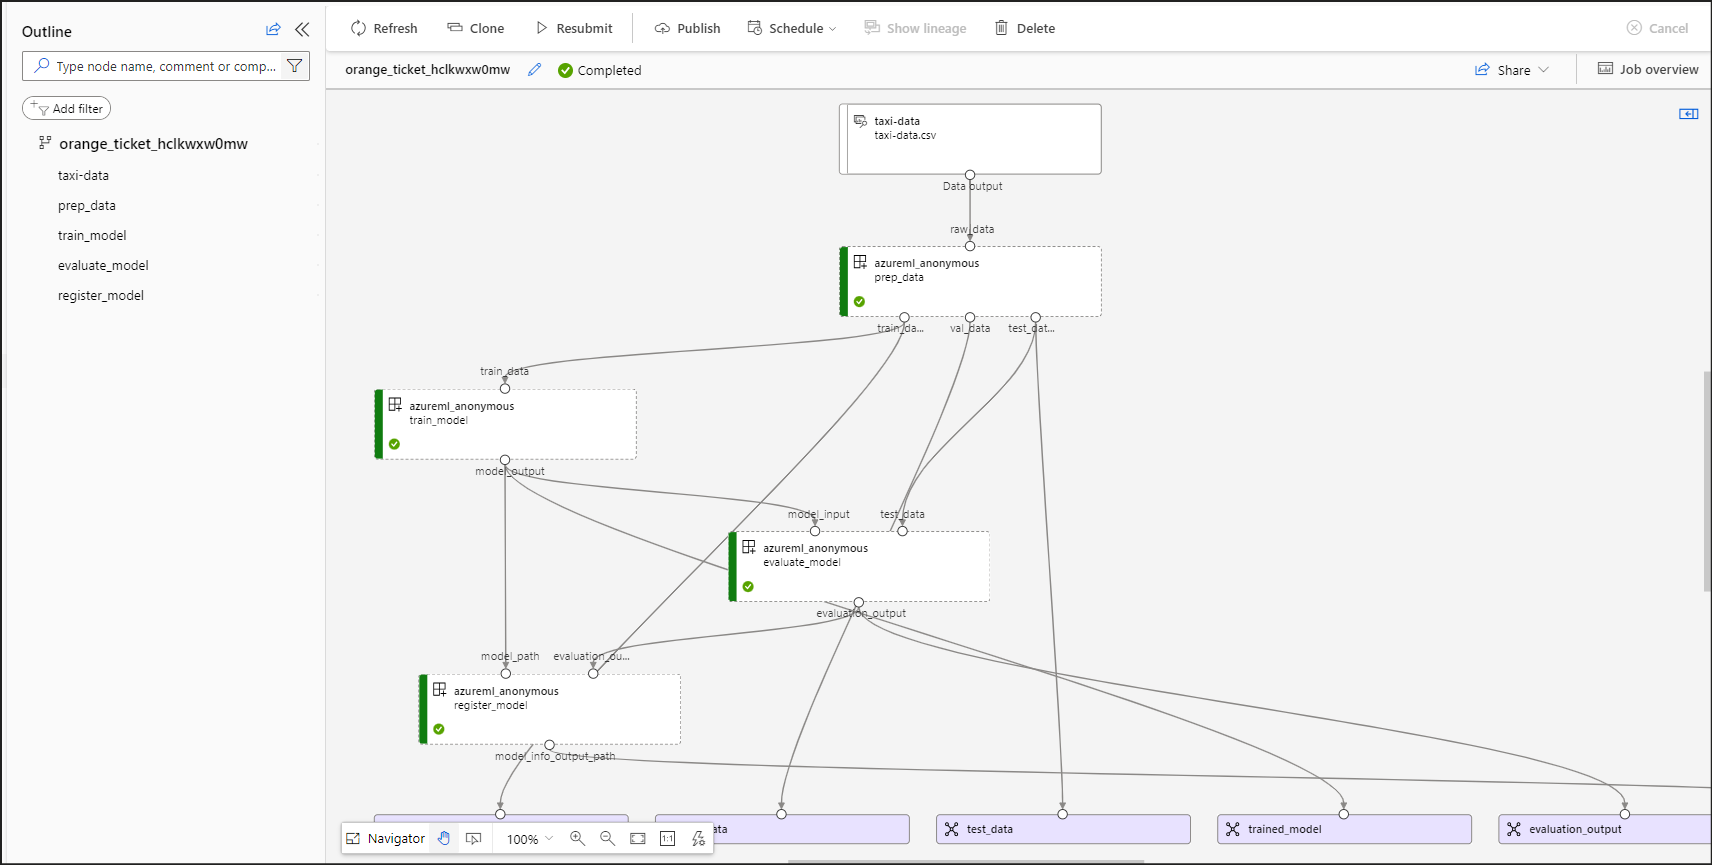 Outline
Type node name, comment or comp...
Add filter
orange_ticket_hclkwxw0mw
taxi-data
prep_data
train_model
evaluate_model
register_model
Refresh
Clone
Resubmit
Publish
Schedule
Show lineage
Delete
Cancel
orange_ticket_hclkwxw0mw
Completed
Share
Job overview
taxi-data
taxi-data.csv
Data output
raw_data
azureml_anonymous
prep_data
train_da...
val_data
test_dat...
train_data
azureml_anonymous
train_model
model_output
model_input
test_data
azureml_anonymous
evaluate_model
evaluation_output
model_path
evaluation_ou...
azureml_anonymous
register_model
model_info_output_path
ata
test_data
trained_model
evaluation_output
Navigator
100%
1:1